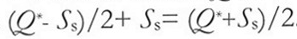 (Q*- Sₛ)/2+ Sₛ= (Q*+Sₛ)/2.